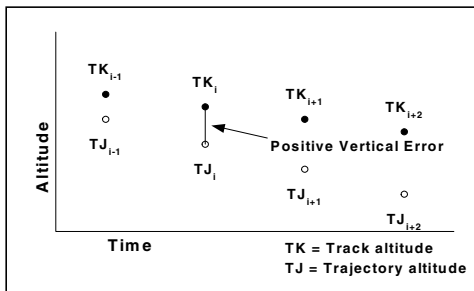 TK i-1
TK i
TK i+1
TK i+2
Positive Vertical Error
TJ i-1
TJ i
TJ i+1
TJ i+2
Altitude
Time
TK = Track altitude
TJ = Trajectory altitude